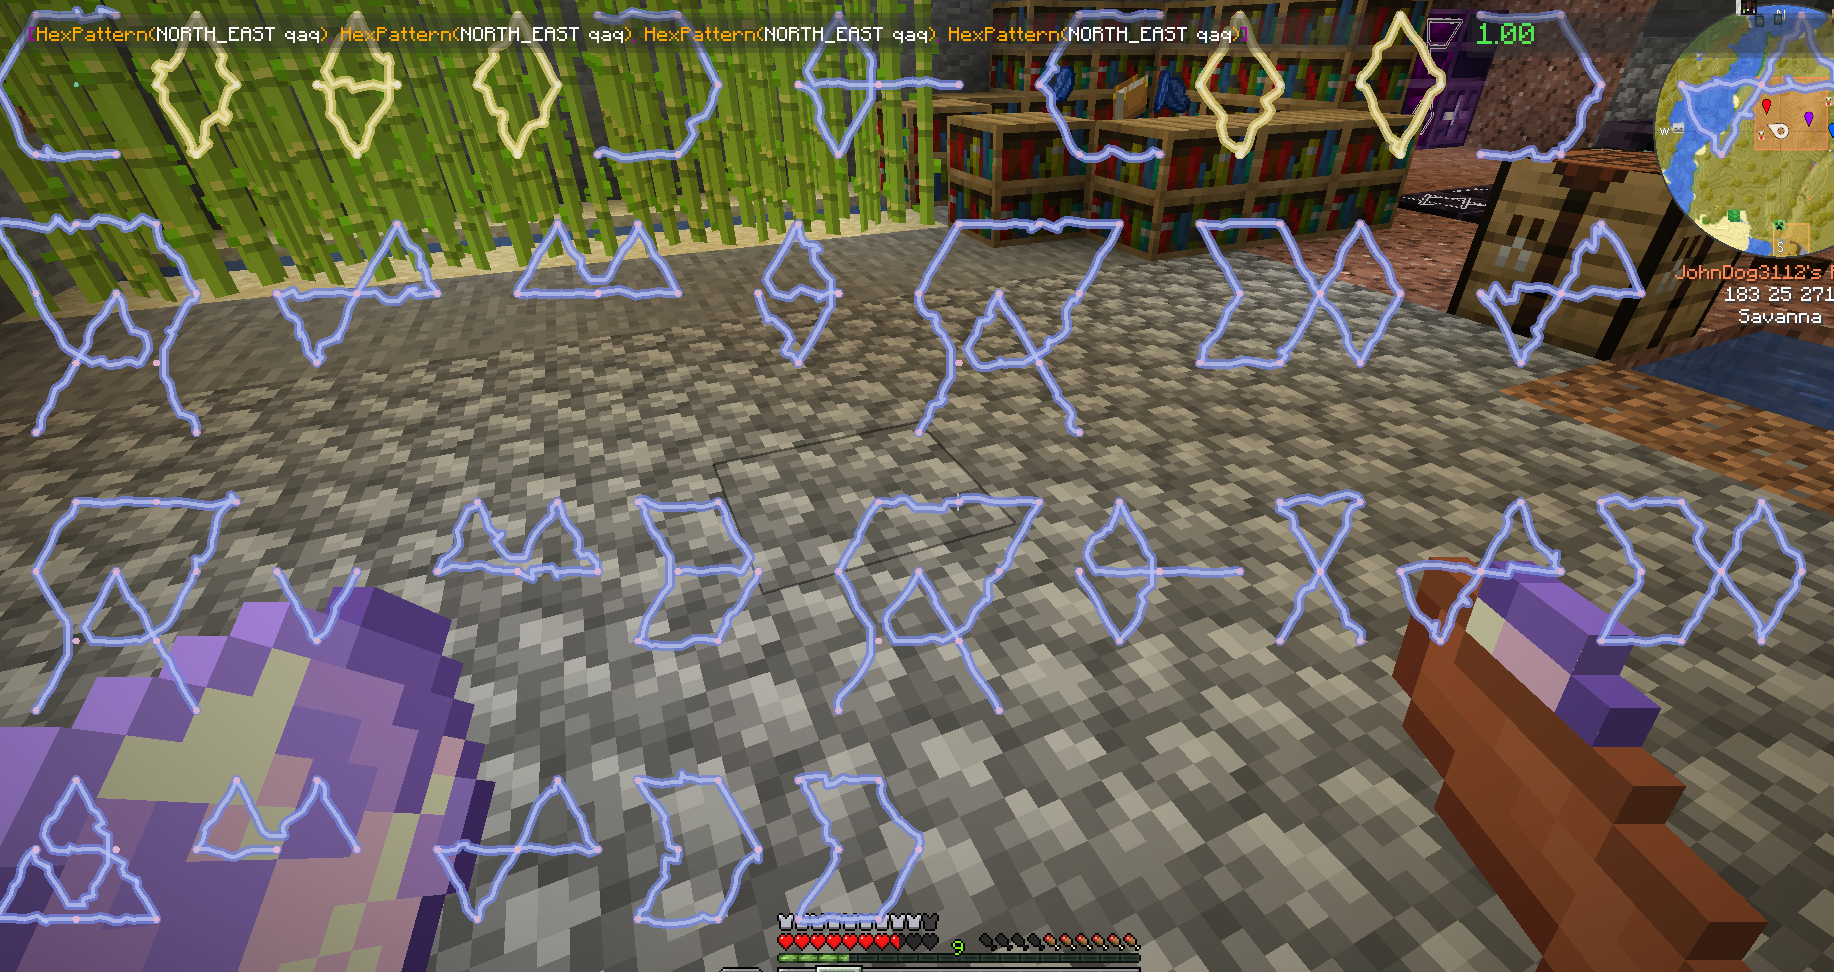 [HexPattern(NORTH_EAST qaq), HexPattern(NORTH_EAST qaq), HexPattern(NORTH_EAST qaq), HexPattern(NORTH_EAST qaq)]
1.00
N
W
S
JohnDog3112's
183 25 271
Savanna
9